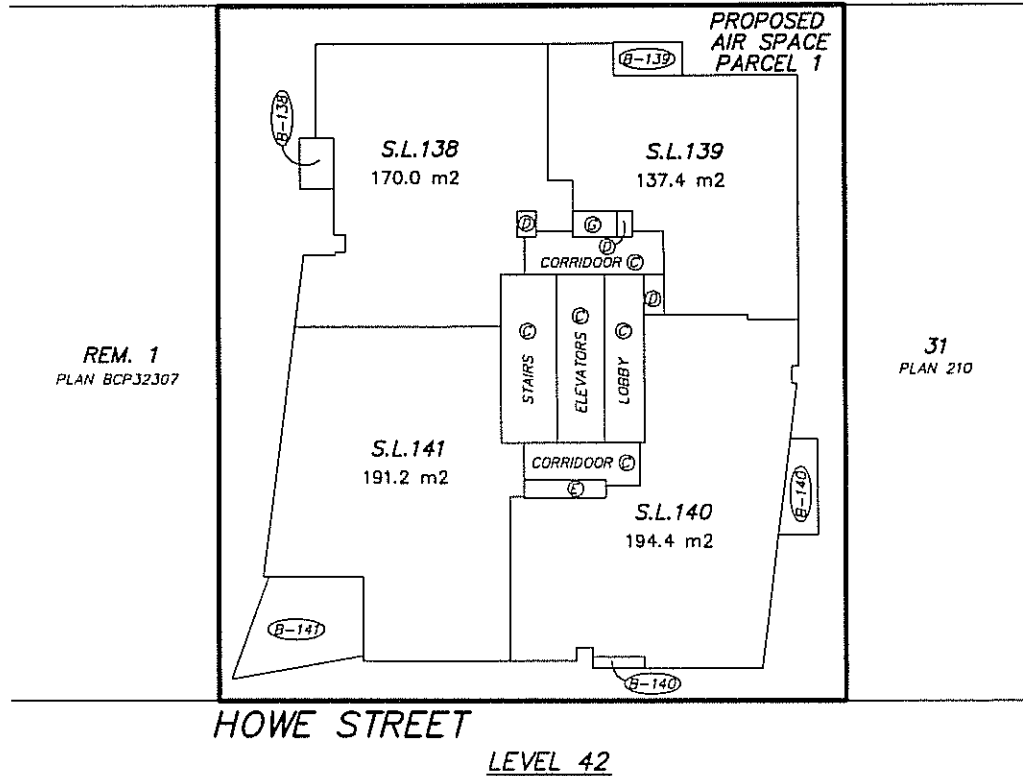 PROPOSED
AIR SPACE
PARCEL 1
B-139
B-138
S.L.138
170.0 m2
S.L.139
137.4 m2
D
G
D
CORRIDOOR C
D
STAIRS C
ELEVATORS C
LOBBY C
REM. 1
PLAN BCP32307
31
PLAN 210
S.L.141
191.2 m2
CORRIDOOR C
E
B-140
S.L.140
194.4 m2
B-141
B-140
HOWE STREET
LEVEL 42